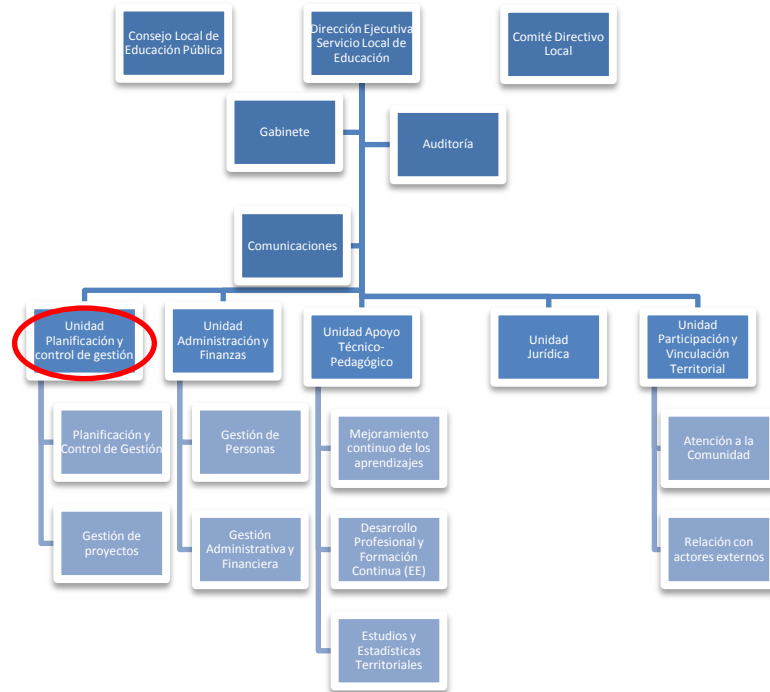 Consejo Local de
Educación Pública
Dirección Ejecutiva
Servicio Local de
Educación
Comité Directivo
Local
Gabinete
Auditoría
Comunicaciones
Unidad
Planificación y
control de gestión
Unidad
Administración y
Finanzas
Unidad Apoyo
Técnico-
Pedagógico
Unidad
Jurídica
Unidad
Participación y
Vinculación
Territorial
Planificación y
Control de Gestión
Gestión de
Personas
Mejoramiento
continuo de los
aprendizajes
Atención a la
Comunidad
Gestión de
proyectos
Gestión
Administrativa y
Financiera
Desarrollo
Profesional y
Formación
Continua (EE)
Relación con
actores externos
Estudios y
Estadísticas
Territoriales